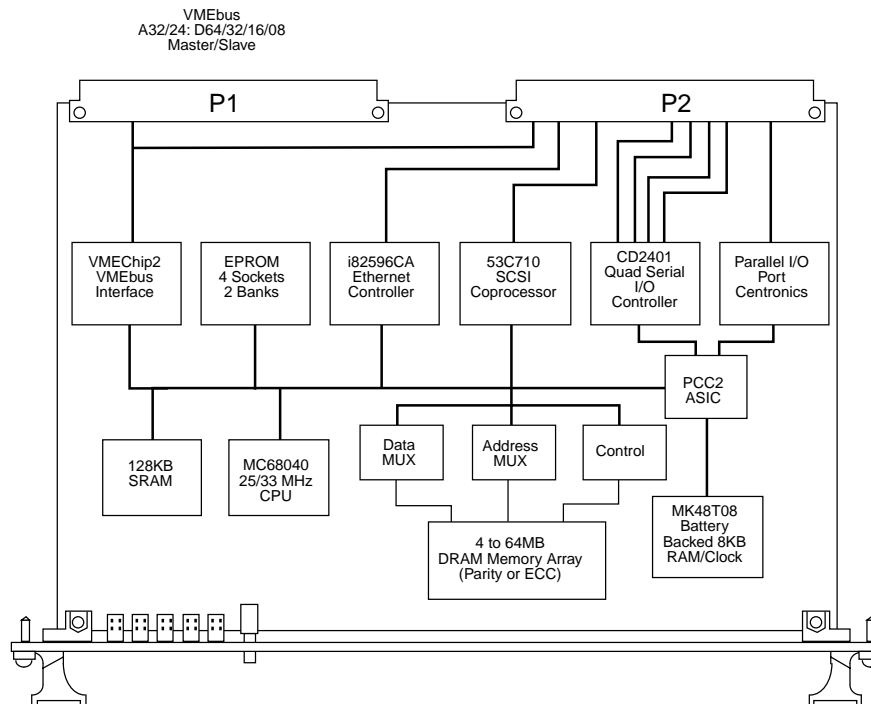 VMEbus
A32/24: D64/32/16/08
Master/Slave
P1
P2
VMEChip2
VMEbus
Interface
EPROM
4 Sockets
2 Banks
i82596CA
Ethernet
Controller
53C710
SCSI
Coprocessor
CD2401
Quad Serial
I/O
Controller
Parallel I/O
Port
Centronics
PCC2
ASIC
128KB
SRAM
MC68040
25/33 MHz
CPU
Data
MUX
Address
MUX
Control
4 to 64MB
DRAM Memory Array
(Parity or ECC)
MK48T08
Battery
Backed 8KB
RAM/Clock